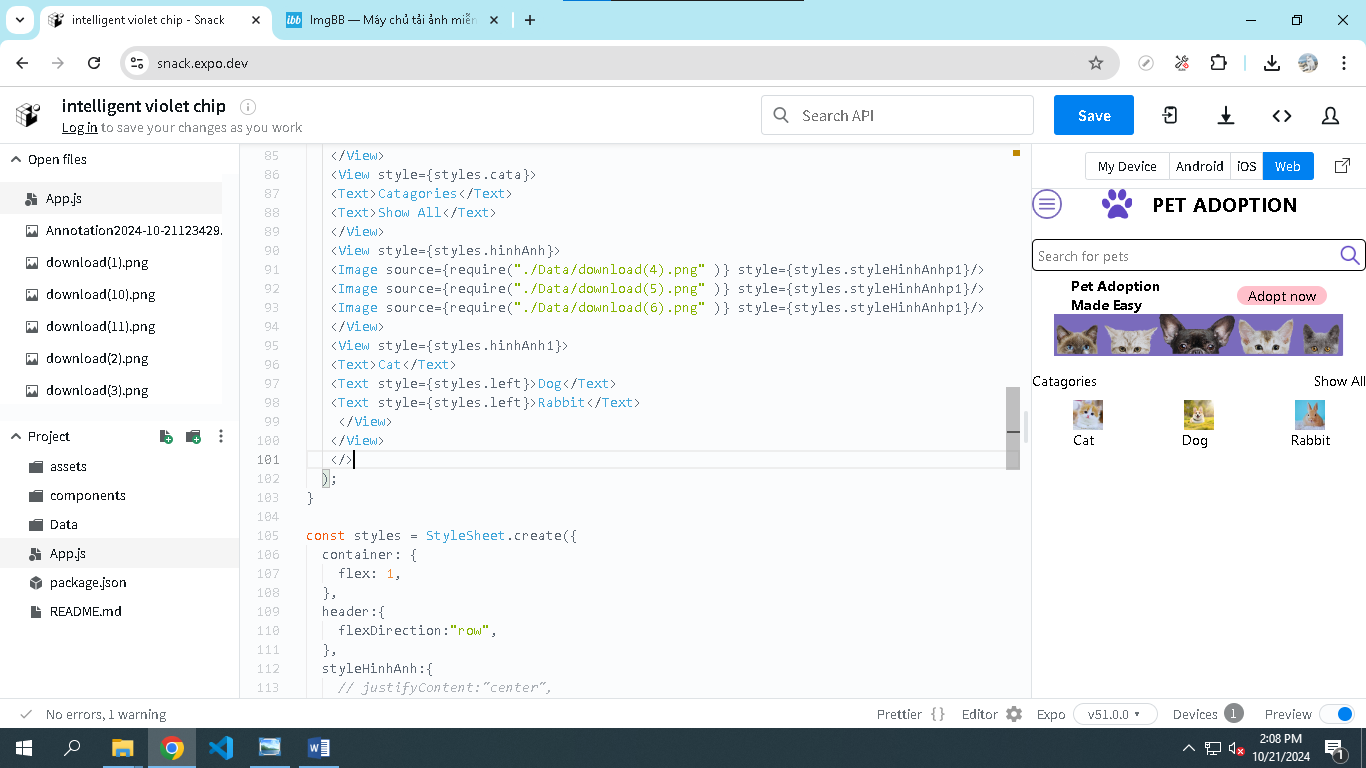 intelligent violet chip - Snack
ibb ImgBB — Máy chủ tải ảnh miễn
snack.expo.dev
intelligent violet chip
Log in to save your changes as you work
Search API
Save
Open files
App.js
Annotation2024-10-21123429.
download(1).png
download(10).png
download(11).png
download(2).png
download(3).png
Project
assets
components
Data
App.js
package.json
README.md
85 </View>
86 <View style={styles.cata}>
87 <Text>Catagories</Text>
88 <Text>Show All</Text>
89 </View>
90 <View style={styles.hinhAnh}>
91 <Image source={require("./Data/download(4).png" )} style={styles.styleHinhAnhp1}/>
92 <Image source={require("./Data/download(5).png" )} style={styles.styleHinhAnhp1}/>
93 <Image source={require("./Data/download(6).png" )} style={styles.styleHinhAnhp1}/>
94 </View>
95 <View style={styles.hinhAnh1}>
96 <Text>Cat</Text>
97 <Text style={styles.left}>Dog</Text>
98 <Text style={styles.left}>Rabbit</Text>
99 </View>
100 </View>
101 </>
102 );
103 }
104
105 const styles = StyleSheet.create({
106 container: {
107 flex: 1,
108 },
109 header:{
110 flexDirection:"row",
111 },
112 styleHinhAnh:{
113 // justifyContent:"center",
My Device Android iOS Web
PET ADOPTION
Search for pets
Pet Adoption
Made Easy
Adopt now
Catagories Show All
Cat Dog Rabbit
No errors, 1 warning
Prettier { } Editor Expo v51.0.0 Devices 1 Preview
2:08 PM
10/21/2024
1